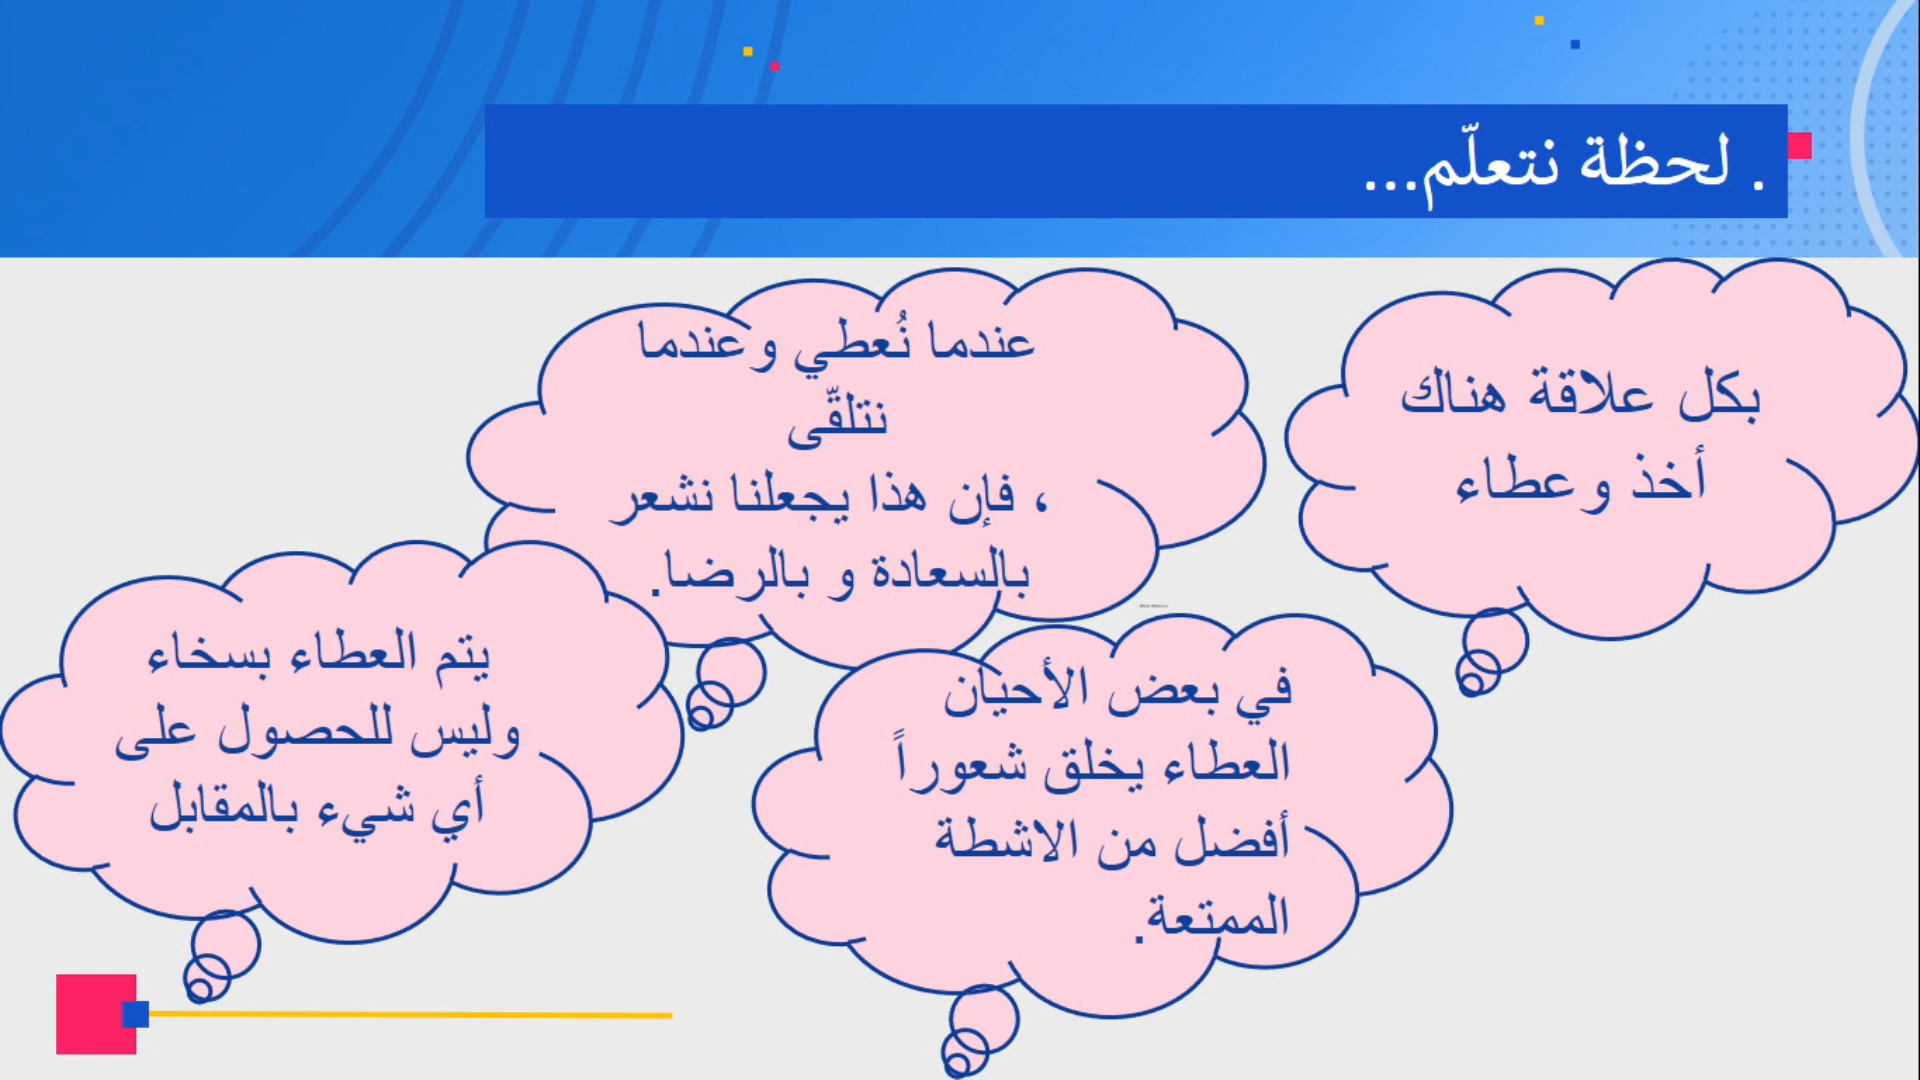 . لحظة نتعلّم...
بكل علاقة هناك
أخذ وعطاء
عندما نُعطي وعندما
نتلقّى
، فإن هذا يجعلنا نشعر
بالسعادة و بالرضا.
في بعض الأحيان
العطاء يخلق شعوراً
أفضل من الاشطة
الممتعة.
يتم العطاء بسخاء
وليس للحصول على
أي شيء بالمقابل